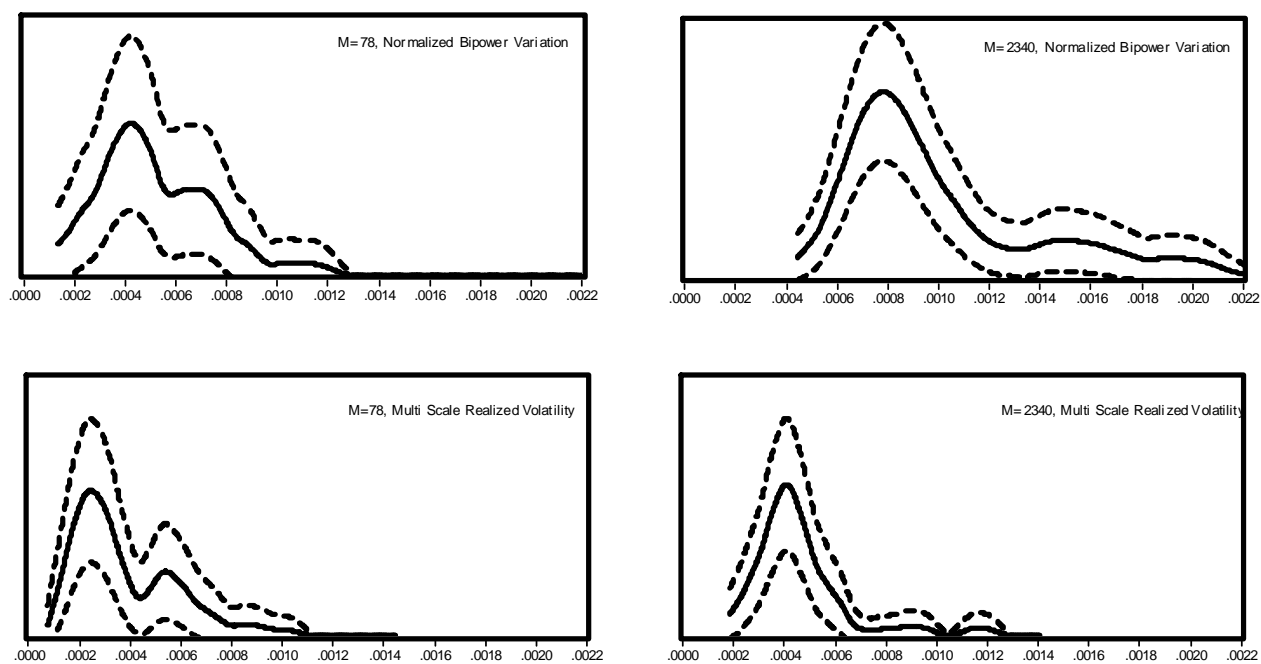 M=78, Normalized Bipower Variation
.0000 .0002 .0004 .0006 .0008 .0010 .0012 .0014 .0016 .0018 .0020 .0022
M=2340, Normalized Bipower Variation
.0000 .0002 .0004 .0006 .0008 .0010 .0012 .0014 .0016 .0018 .0020 .0022
M=78, Multi Scale Realized Volatility
.0000 .0002 .0004 .0006 .0008 .0010 .0012 .0014 .0016 .0018 .0020 .0022
M=2340, Multi Scale Realized Volatility
.0000 .0002 .0004 .0006 .0008 .0010 .0012 .0014 .0016 .0018 .0020 .0022